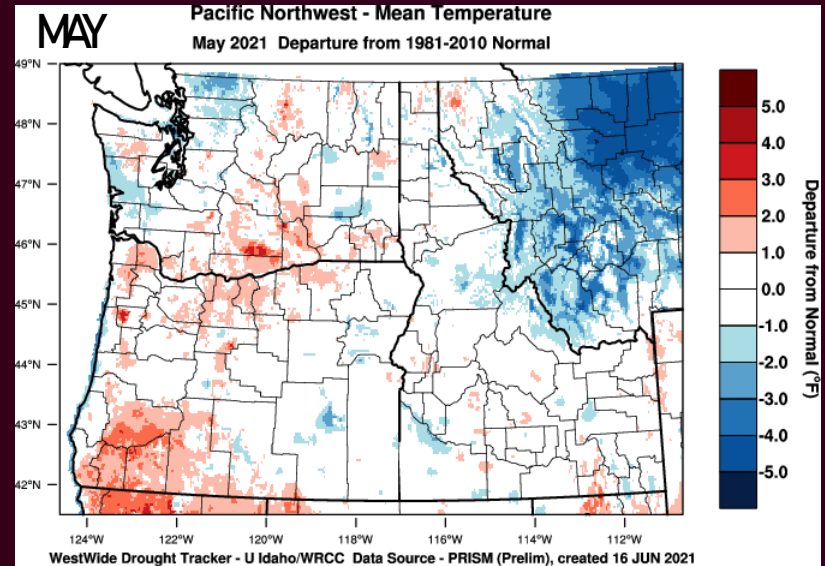 MAY
Pacific Northwest - Mean Temperature
May 2021 Departure from 1981-2010 Normal
49°N
48°N
47°N
46°N
45°N
44°N
43°N
42°N
124°W 122°W 120°W 118°W 116°W 114°W 112°W
5.0
4.0
3.0
2.0
1.0
0.0
-1.0
-2.0
-3.0
-4.0
-5.0
Departure from Normal (°F)
WestWide Drought Tracker - U Idaho/WRCC Data Source - PRISM (Prelim), created 16 JUN 2021